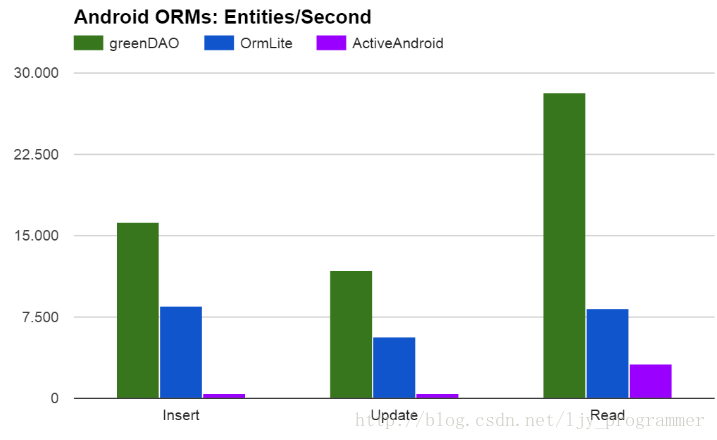 Android ORMs: Entities/Second
greenDAO OrmLite ActiveAndroid
30.000
22.500
15.000
7.500
0
Insert Update Read
http://blog.csdn.net/ljy_programmer